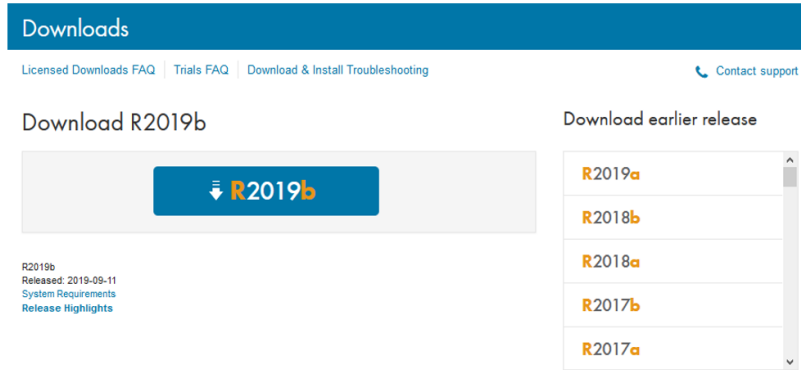 Downloads
Licensed Downloads FAQ Trials FAQ Download & Install Troubleshooting Contact support
Download R2019b
R2019b
R2019b
Released: 2019-09-11
System Requirements
Release Highlights
Download earlier release
R2019a
R2018b
R2018a
R2017b
R2017a